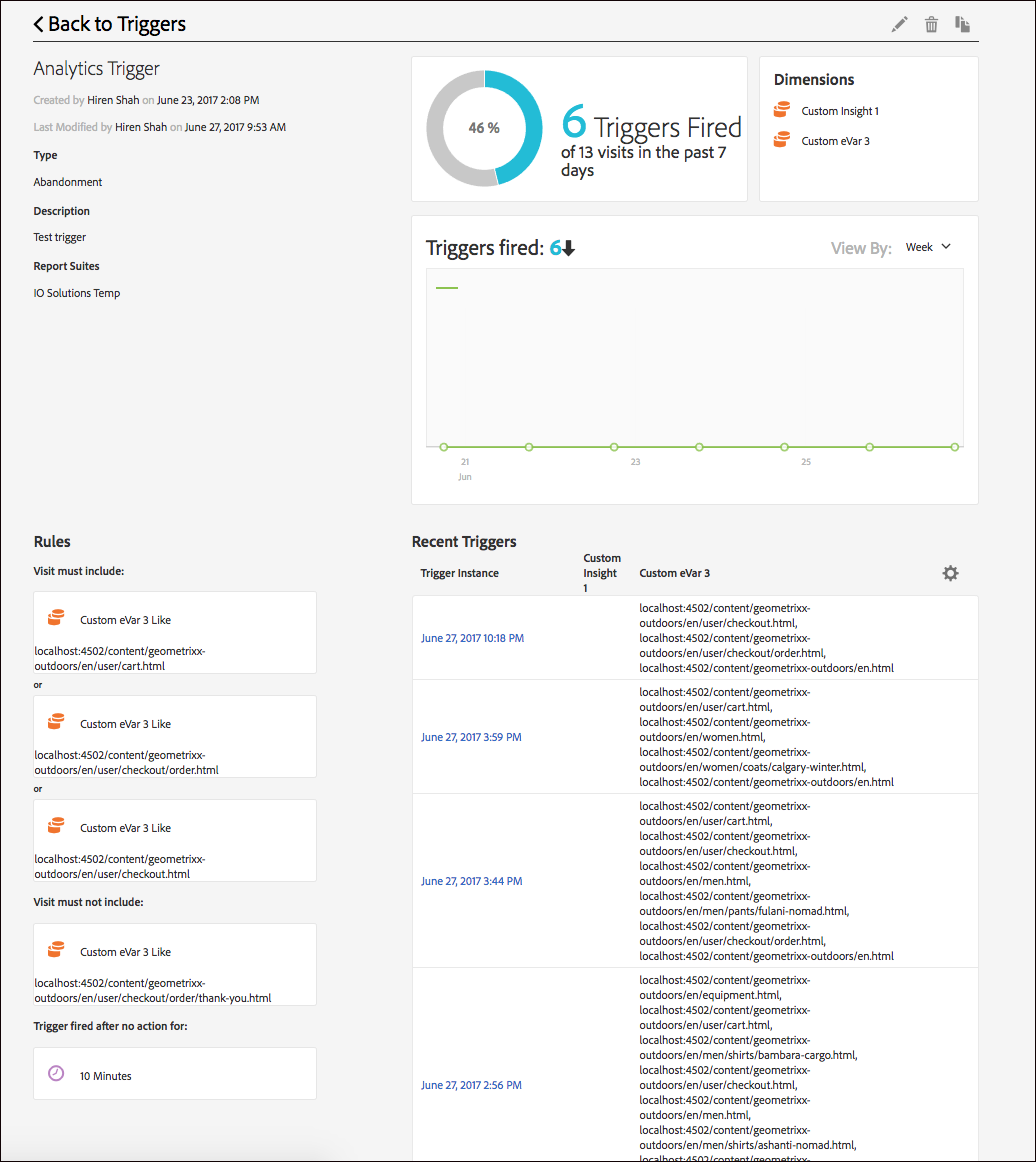 Back to Triggers
Analytics Trigger
Created by Hiren Shah on June 23, 2017 2:08 PM
Last Modified by Hiren Shah on June 27, 2017 9:53 AM
Type
Abandonment
Description
Test trigger
Report Suites
IO Solutions Temp
46 %
6 Triggers Fired
of 13 visits in the past 7
days
Dimensions
Custom Insight 1
Custom eVar 3
Triggers fired: 6
View By: Week
21
Jun
23
25
Rules
Visit must include:
Custom eVar 3 Like
localhost:4502/content/geometrixx-
outdoors/en/user/cart.html
or
Custom eVar 3 Like
localhost:4502/content/geometrixx-
outdoors/en/user/checkout/order.html
or
Custom eVar 3 Like
localhost:4502/content/geometrixx-
outdoors/en/user/checkout.html
Visit must not include:
Custom eVar 3 Like
localhost:4502/content/geometrixx-
outdoors/en/user/checkout/order/thank-you.html
Trigger fired after no action for:
10 Minutes
Recent Triggers
Trigger Instance
Custom
Insight
1
Custom eVar 3
June 27, 2017 10:18 PM
localhost:4502/content/geometrixx-
outdoors/en/user/checkout.html,
localhost:4502/content/geometrixx-
outdoors/en/user/checkout/order.html,
localhost:4502/content/geometrixx-outdoors/en.html
June 27, 2017 3:59 PM
localhost:4502/content/geometrixx-
outdoors/en/user/cart.html,
localhost:4502/content/geometrixx-
outdoors/en/women.html,
localhost:4502/content/geometrixx-
outdoors/en/women/coats/calgary-winter.html,
localhost:4502/content/geometrixx-outdoors/en.html
June 27, 2017 3:44 PM
localhost:4502/content/geometrixx-
outdoors/en/user/cart.html,
localhost:4502/content/geometrixx-
outdoors/en/user/checkout.html,
localhost:4502/content/geometrixx-
outdoors/en/men.html,
localhost:4502/content/geometrixx-
outdoors/en/men/pants/fulani-nomad.html,
localhost:4502/content/geometrixx-
outdoors/en/user/checkout/order.html,
localhost:4502/content/geometrixx-outdoors/en.html
June 27, 2017 2:56 PM
localhost:4502/content/geometrixx-
outdoors/en/equipment.html,
localhost:4502/content/geometrixx-
outdoors/en/user/cart.html,
localhost:4502/content/geometrixx-
outdoors/en/men/shirts/bambara-cargo.html,
localhost:4502/content/geometrixx-
outdoors/en/user/checkout.html,
localhost:4502/content/geometrixx-
outdoors/en/men.html,
localhost:4502/content/geometrixx-
outdoors/en/men/shirts/ashanti-nomad.html,